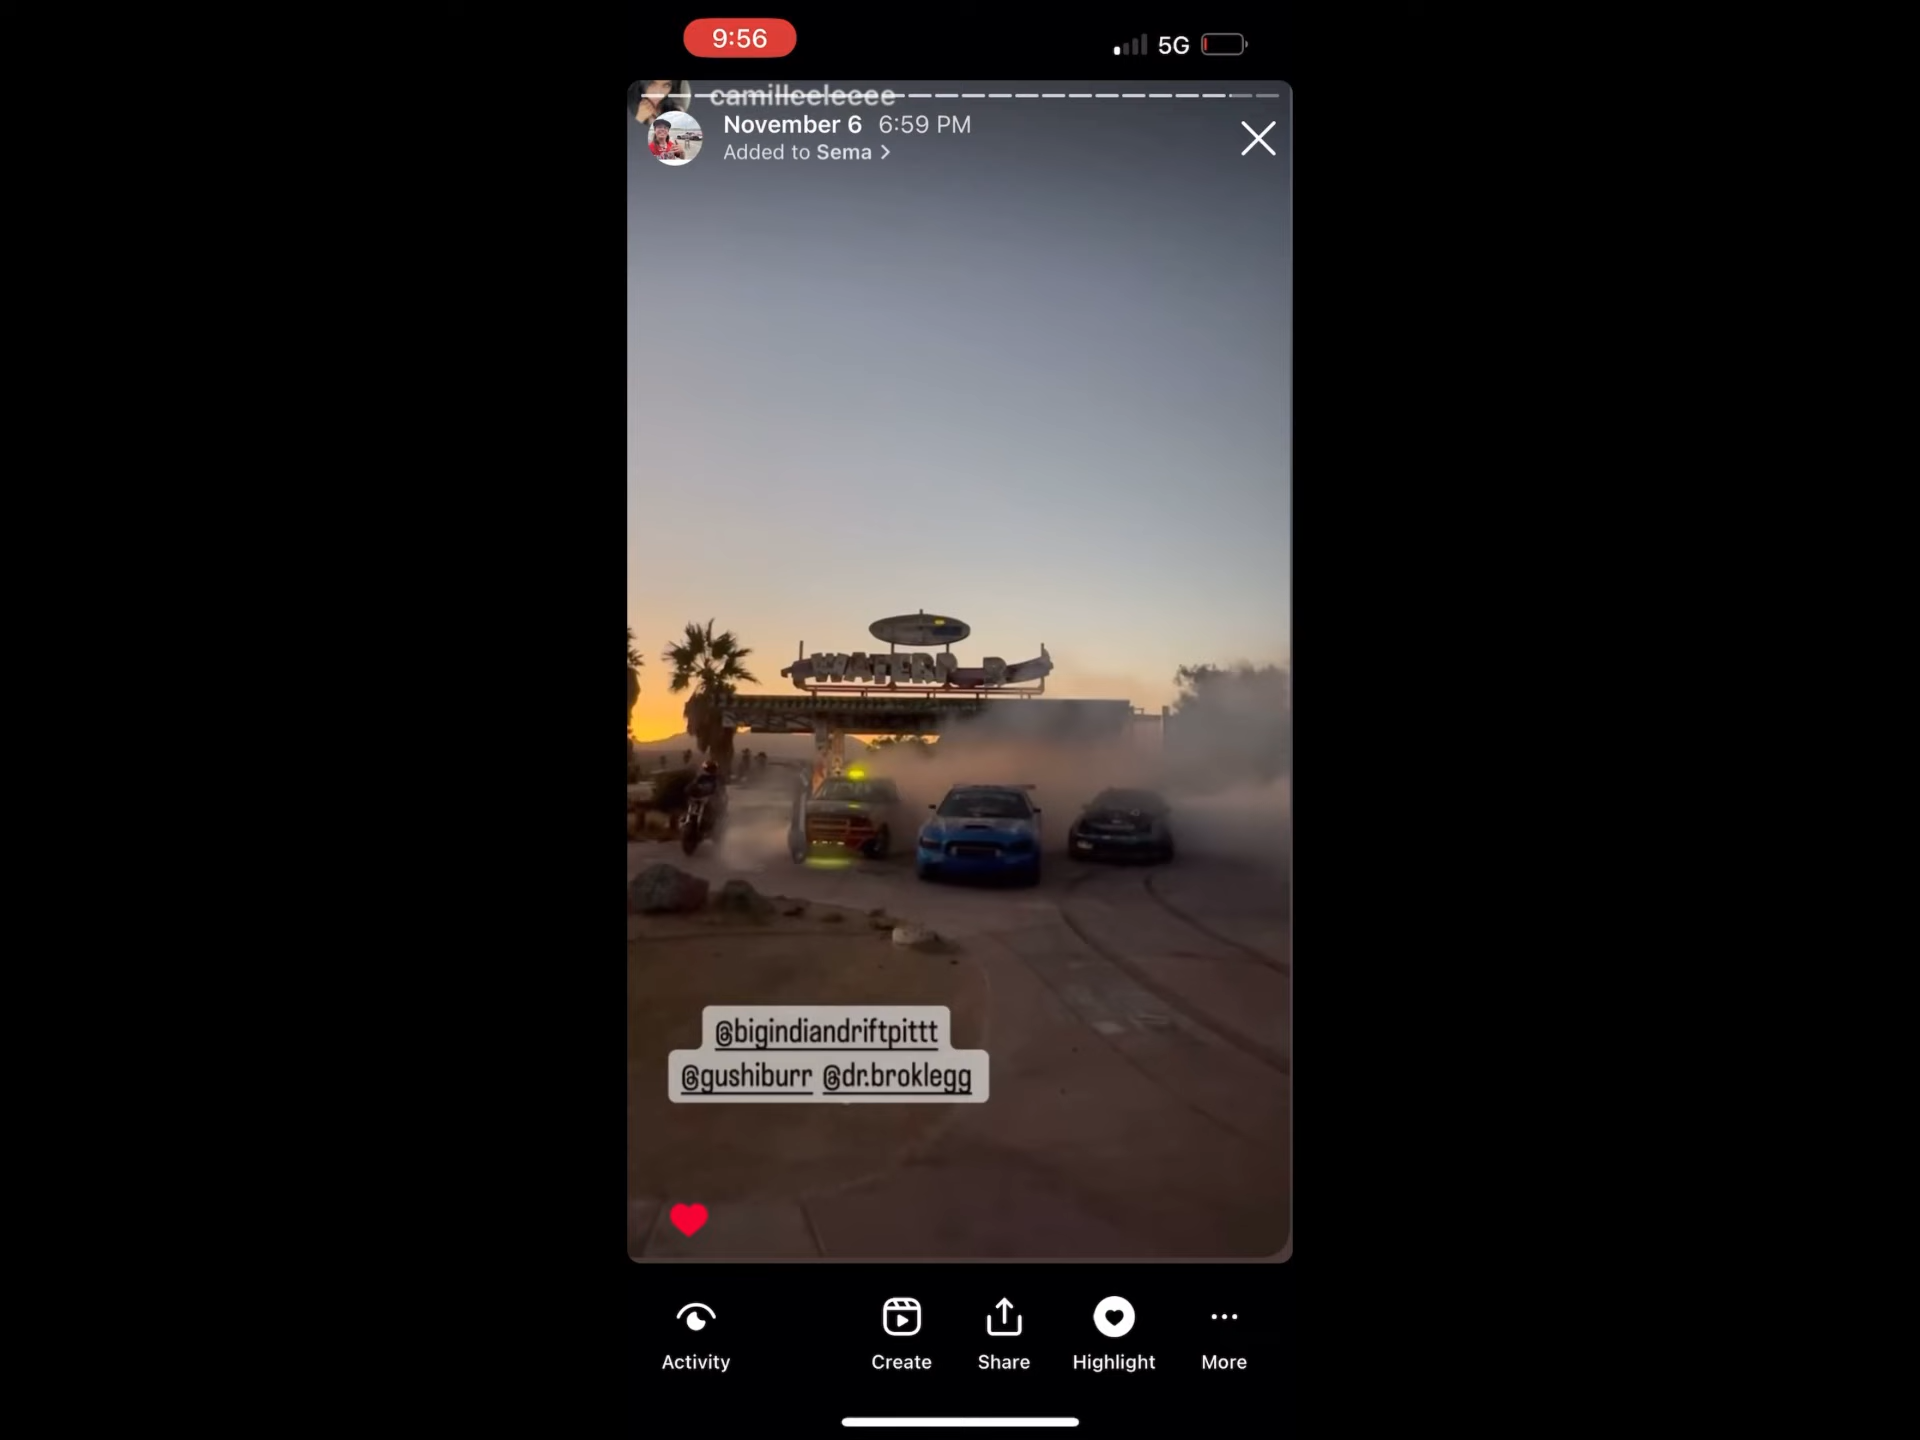 9:56
5G
camilleeleeee
November 6 6:59 PM
Added to Sema >
@bigindiandriftpittt
@gushiburr @dr.broklegg
Activity
Create
Share
Highlight
More